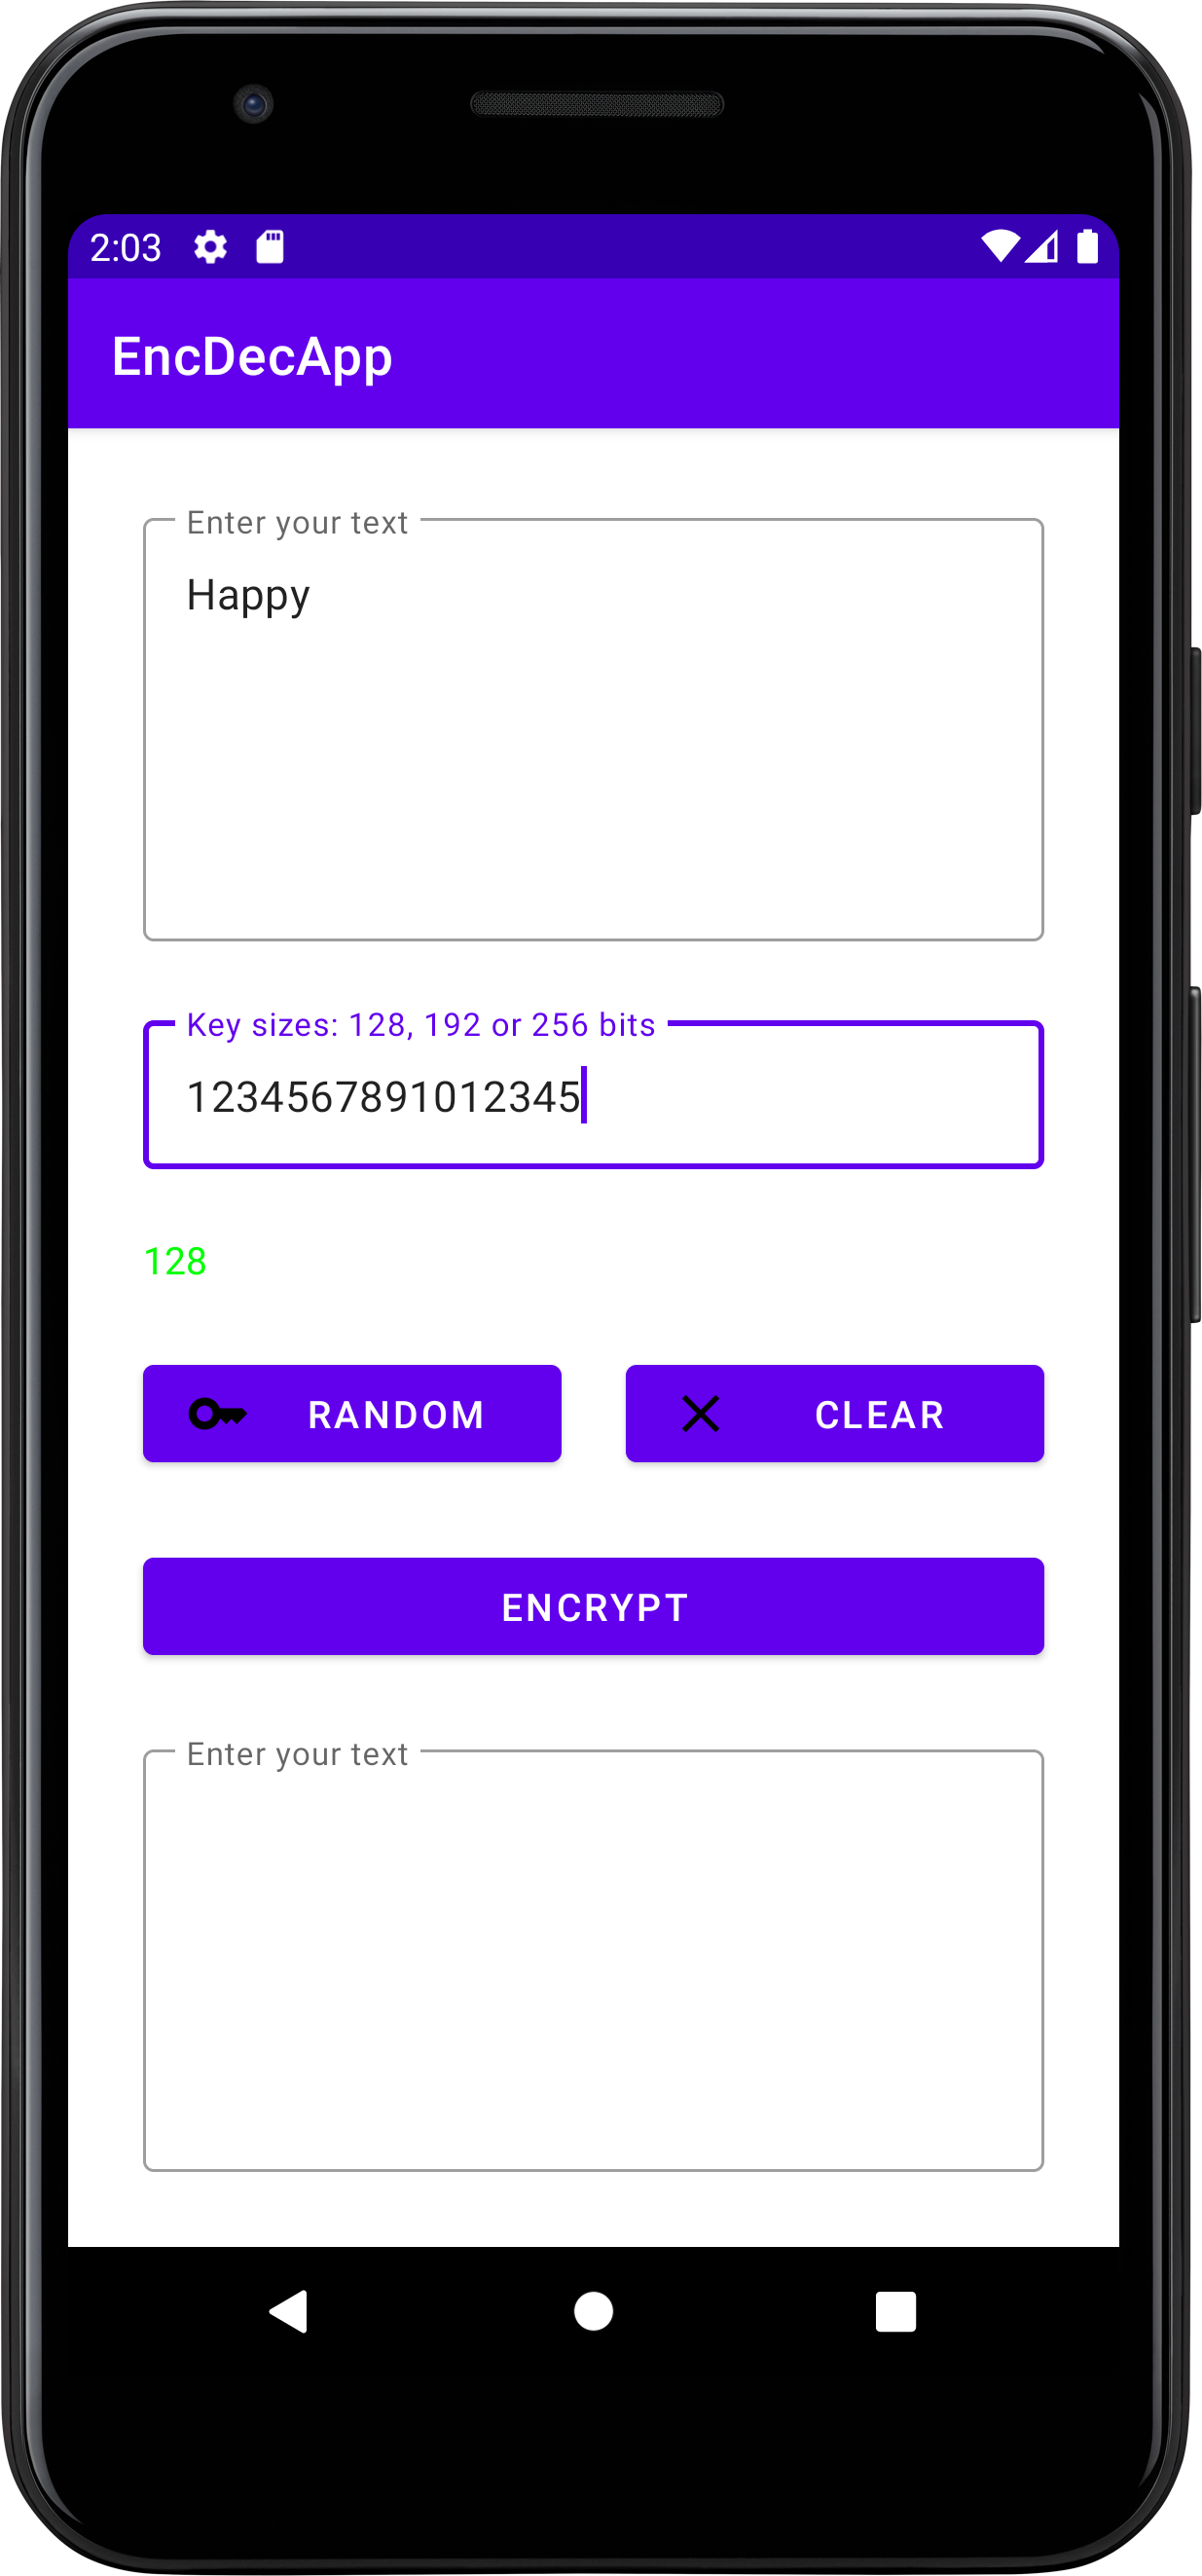 2:03
EncDecApp
Enter your text
Happy
Key sizes: 128, 192 or 256 bits
1234567891012345
128
RANDOM
CLEAR
ENCRYPT
Enter your text